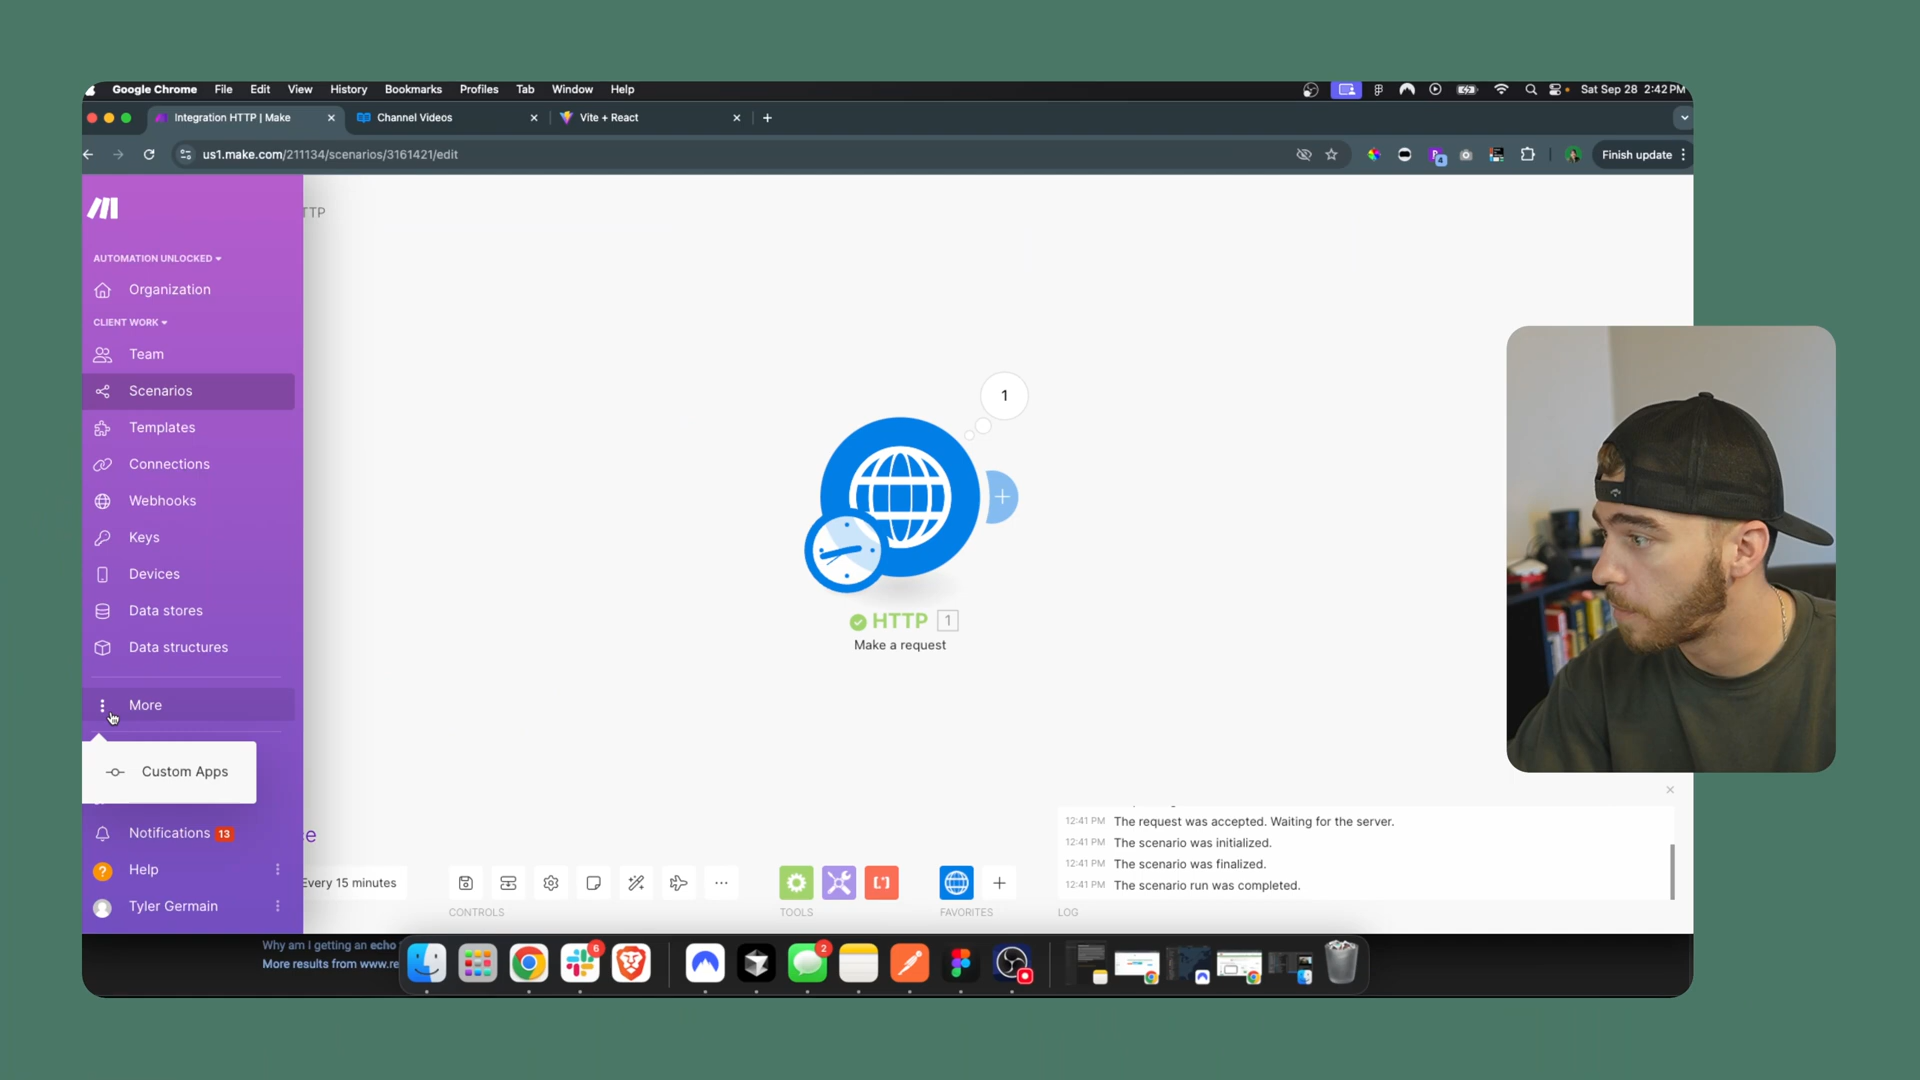 Google Chrome File Edit View History Bookmarks Profiles Tab Window Help
Sat Sep 28 2:42 PM
Integration HTTP | Make
Channel Videos
Vite + React
us1.make.com/211134/scenarios/3161421/edit
4
Finish update
TTP
AUTOMATION UNLOCKED
Organization
CLIENT WORK
Team
Scenarios
Templates
Connections
Webhooks
Keys
Devices
Data stores
Data structures
More
Custom Apps
Notifications 13
Help
Tyler Germain
1
HTTP 1
Make a request
ce
Every 15 minutes
CONTROLS
TOOLS
FAVORITES
12:41 PM The request was accepted. Waiting for the server.
12:41 PM The scenario was initialized.
12:41 PM The scenario was finalized.
12:41 PM The scenario run was completed.
LOG
Why am I getting an echo
More results from www.re
6
2